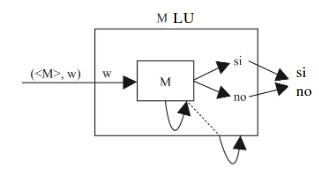 M LU
(<M>, w)
w
M
si
no
si
no